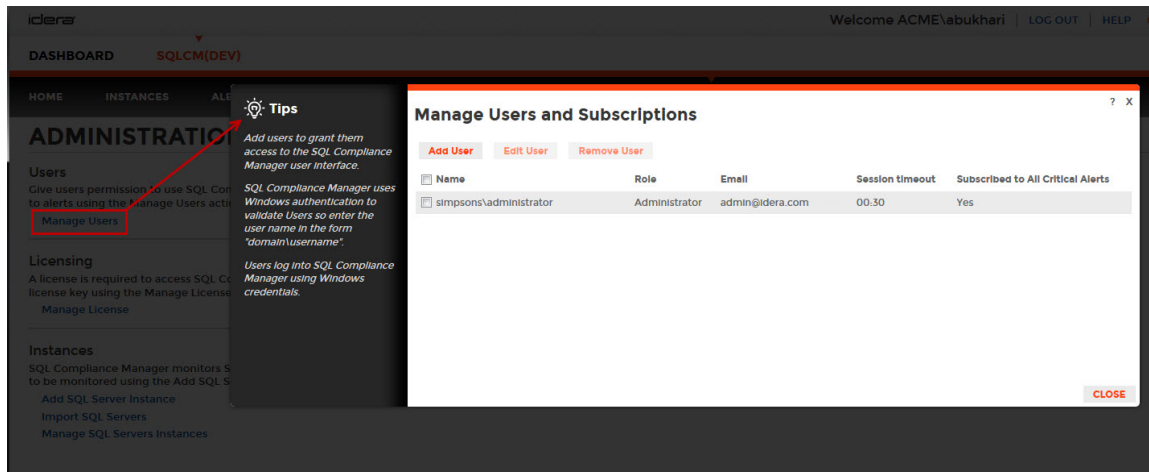 idera
Welcome ACME\abukhari | LOG OUT | HELP
DASHBOARD SQLCM(DEV)
HOME INSTANCES
ADMINISTRATIO
Users
Give users permission to use SQL Com
to alerts using the Manage Users acti
Manage Users
Licensing
A license is required to access SQL Co
license key using the Manage License
Manage License
Instances
SQL Compliance Manager monitors S
to be monitored using the Add SQL S
Add SQL Server Instance
Import SQL Servers
Manage SQL Servers Instances
Tips
Add users to grant them
access to the SQL Compliance
Manager user interface.
SQL Compliance Manager uses
Windows authentication to
validate Users so enter the
user name in the form
"domain\username".
Users log into SQL Compliance
Manager using Windows
credentials.
? X
Manage Users and Subscriptions
Add User Edit User Remove User
Name Role Email Session timeout Subscribed to All Critical Alerts
simpsons\administrator Administrator admin@idera.com 00:30 Yes
CLOSE